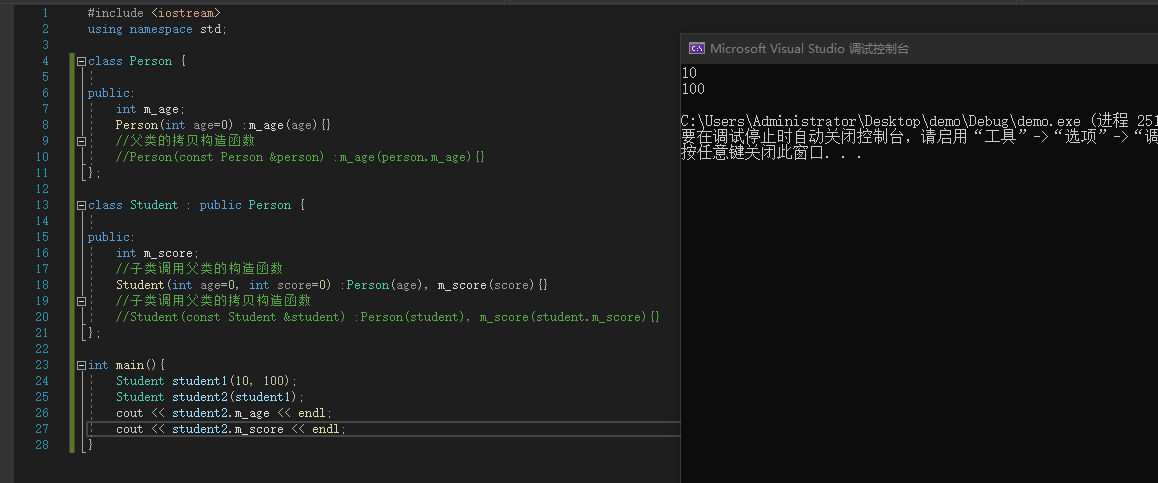 1 #include <iostream>
2 using namespace std;
3
4 class Person {
5
6 public:
7 int m_age;
8 Person(int age=0) :m_age(age){}
9 //父类的拷贝构造函数
10 //Person(const Person &person) :m_age(person.m_age){}
11 };
12
13 class Student : public Person {
14
15 public:
16 int m_score;
17 //子类调用父类的构造函数
18 Student(int age=0, int score=0) :Person(age), m_score(score){}
19 //子类调用父类的拷贝构造函数
20 //Student(const Student &student) :Person(student), m_score(student.m_score){}
21 };
22
23 int main(){
24 Student student1(10, 100);
25 Student student2(student1);
26 cout << student2.m_age << endl;
27 cout << student2.m_score << endl;
28 }
Microsoft Visual Studio 调试控制台
10
100
C:\Users\Administrator\Desktop\demo\Debug\demo.exe (进程 251
要在调试停止时自动关闭控制台，请启用“工具”->“选项”->“调
按任意键关闭此窗口. . .